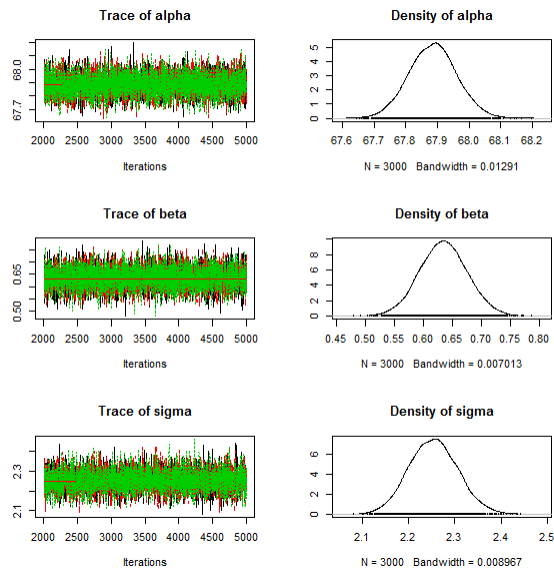 Trace of alpha
68.0
67.7
2000 2500 3000 3500 4000 4500 5000
Iterations
Density of alpha
5
4
3
2
1
0
67.6 67.7 67.8 67.9 68.0 68.1 68.2
N = 3000 Bandwidth = 0.01291
Trace of beta
0.65
0.50
2000 2500 3000 3500 4000 4500 5000
Iterations
Density of beta
8
6
4
2
0
0.45 0.50 0.55 0.60 0.65 0.70 0.75 0.80
N = 3000 Bandwidth = 0.007013
Trace of sigma
2.3
2.1
2000 2500 3000 3500 4000 4500 5000
Iterations
Density of sigma
6
4
2
0
2.1 2.2 2.3 2.4 2.5
N = 3000 Bandwidth = 0.008967